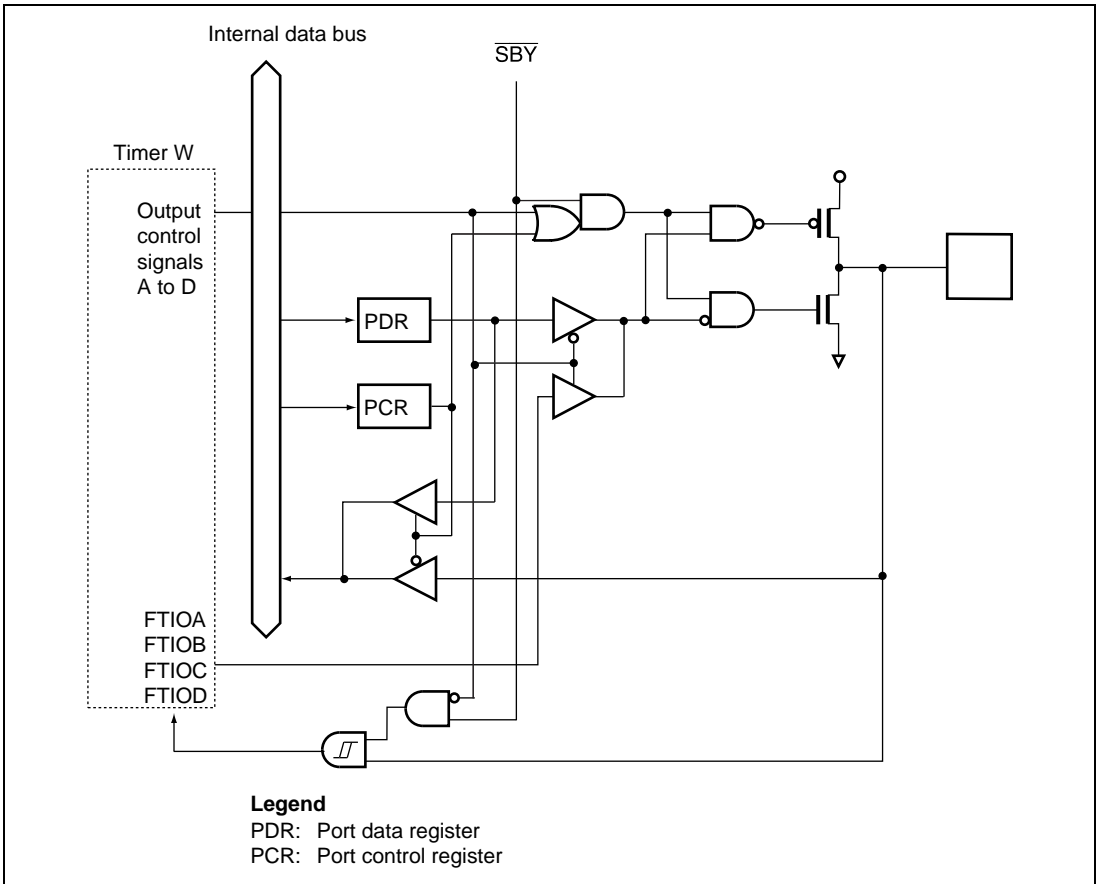 Internal data bus
SBY
Timer W
Output
control
signals
A to D
PDR
PCR
FTIOA
FTIOB
FTIOC
FTIOD
Legend
PDR: Port data register
PCR: Port control register